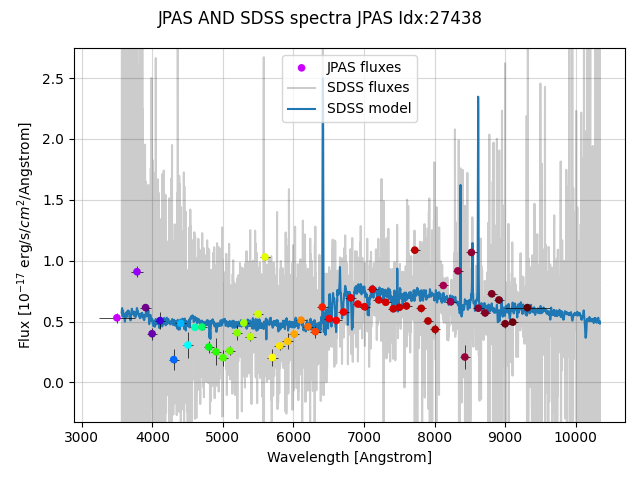 JPAS AND SDSS spectra JPAS Idx:27438
JPAS fluxes
SDSS fluxes
SDSS model
Flux [10⁻¹⁷ erg/s/cm²/Angstrom]
2.5
2.0
1.5
1.0
0.5
0.0
3000 4000 5000 6000 7000 8000 9000 10000
Wavelength [Angstrom]